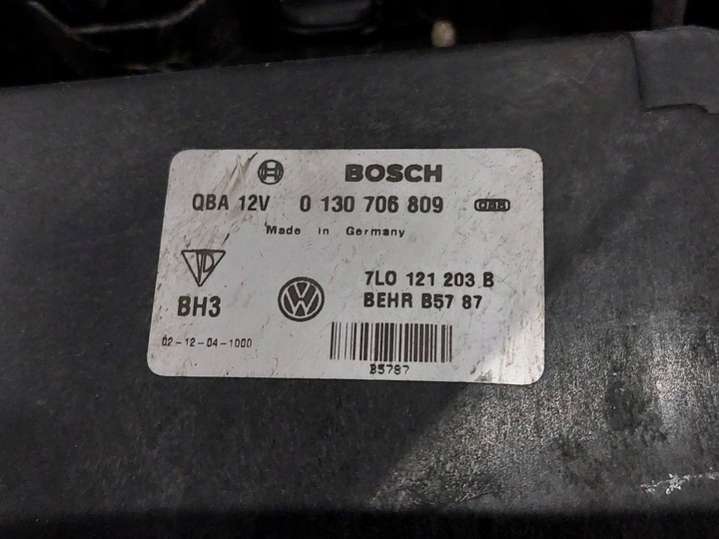 BOSCH
QBA 12V 0 130 706 809
Made in Germany
7L0 121 203 B
BH3 BEHR B57 87
02-12-04-1000
B5787